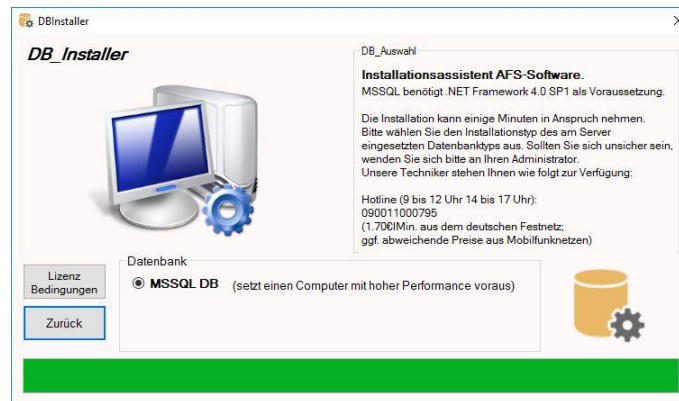 DBInstaller
DB_Installer
DB_Auswahl
Installationsassistent AFS-Software.
MSSQL benötigt .NET Framework 4.0 SP1 als Voraussetzung.
Die Installation kann einige Minuten in Anspruch nehmen.
Bitte wählen Sie den Installationstyp des am Server
eingesetzten Datenbanktyps aus. Sollten Sie sich unsicher sein,
wenden Sie sich bitte an Ihren Administrator.
Unsere Techniker stehen Ihnen wie folgt zur Verfügung:
Hotline (9 bis 12 Uhr 14 bis 17 Uhr):
090011000795
(1.70€IMin. aus dem deutschen Festnetz;
ggf. abweichende Preise aus Mobilfunknetzen)
Lizenz
Bedingungen
Zurück
Datenbank
MSSQL DB (setzt einen Computer mit hoher Performance voraus)